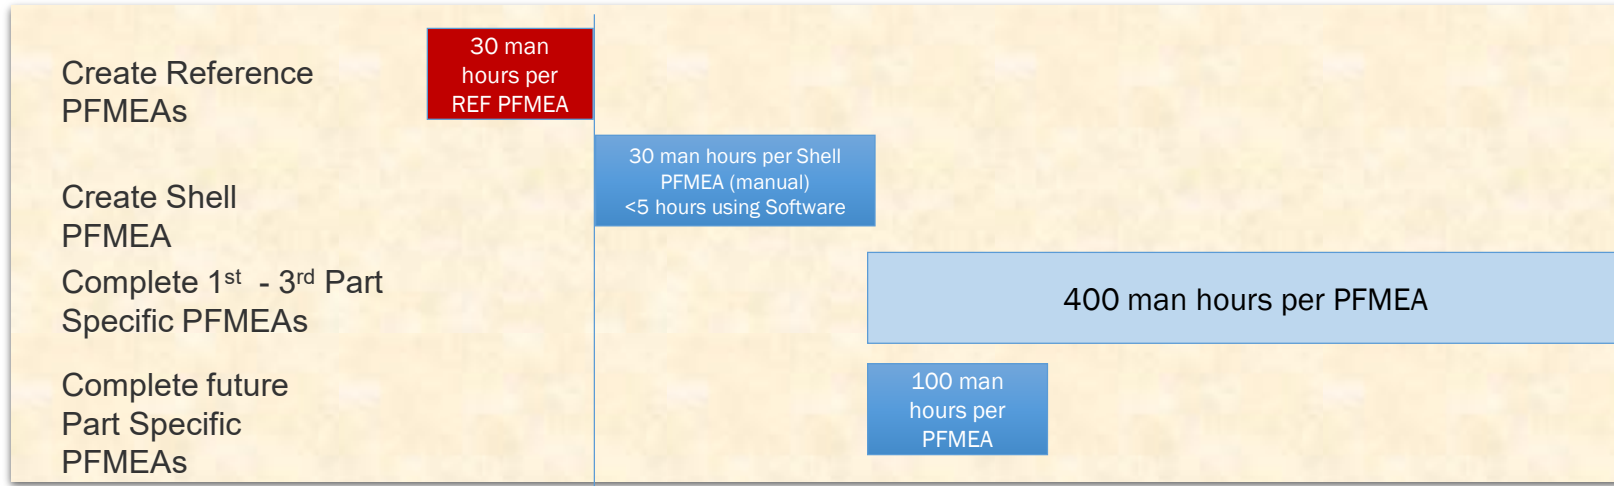 Create Reference
PFMEAs
30 man
hours per
REF PFMEA
Create Shell
PFMEA
30 man hours per Shell
PFMEA (manual)
<5 hours using Software
Complete 1st - 3rd Part
Specific PFMEAs
400 man hours per PFMEA
Complete future
Part Specific
PFMEAs
100 man
hours per
PFMEA